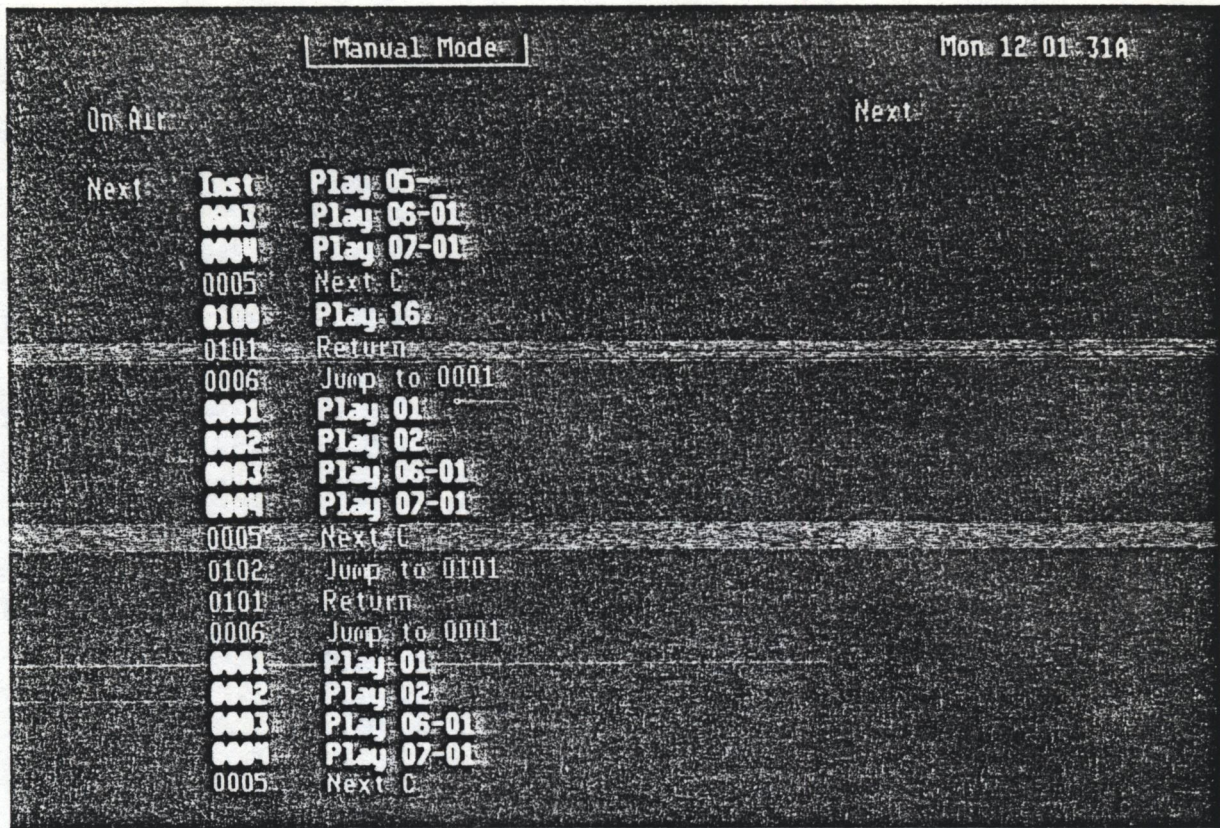 Manual Mode Mon 12 01 31A
On Air Next
Next Inst Play 05-_
0003 Play 06-01
0004 Play 07-01
0005 Next C
0100 Play 16
0101 Return
0006 Jump to 0001
0001 Play 01
0002 Play 02
0003 Play 06-01
0004 Play 07-01
0005 Next C
0102 Jump to 0101
0101 Return
0006 Jump to 0001
0001 Play 01
0002 Play 02
0003 Play 06-01
0004 Play 07-01
0005 Next C